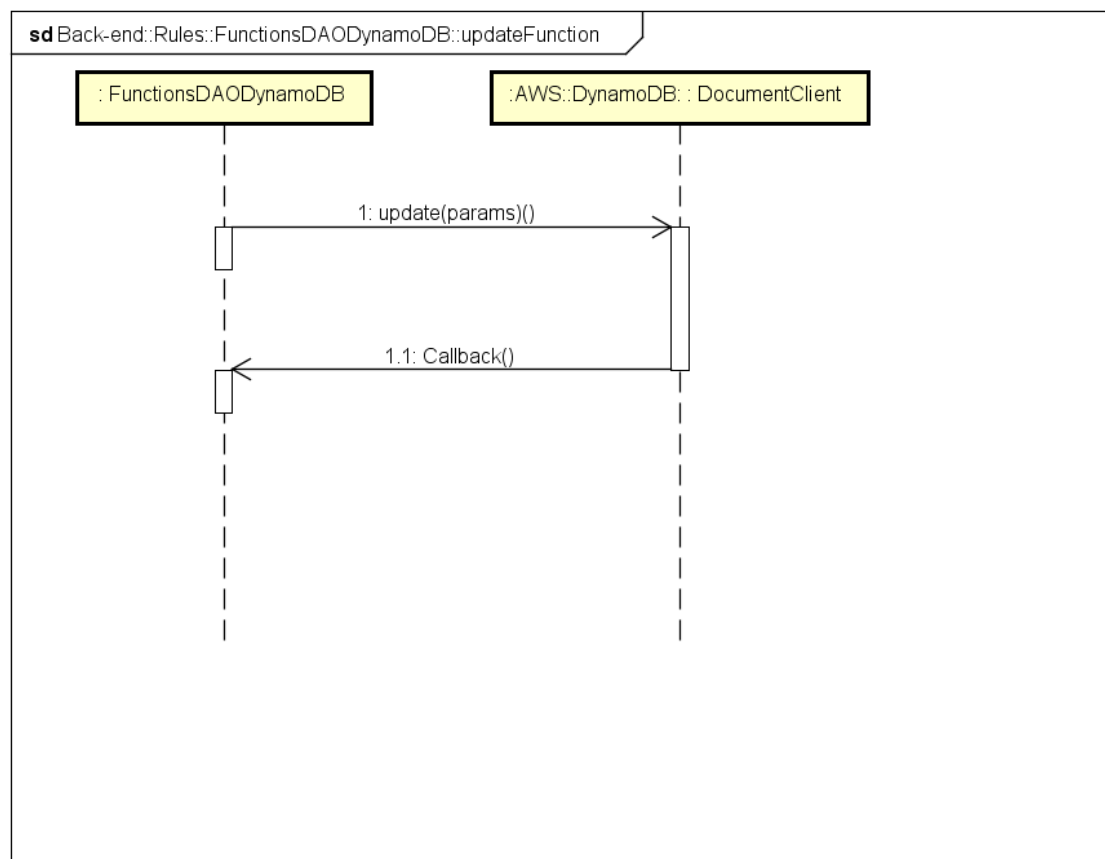 sd Back-end::Rules::FunctionsDAODynamoDB::updateFunction
: FunctionsDAODynamoDB
:AWS::DynamoDB: : DocumentClient
1: update(params)()
1.1: Callback()